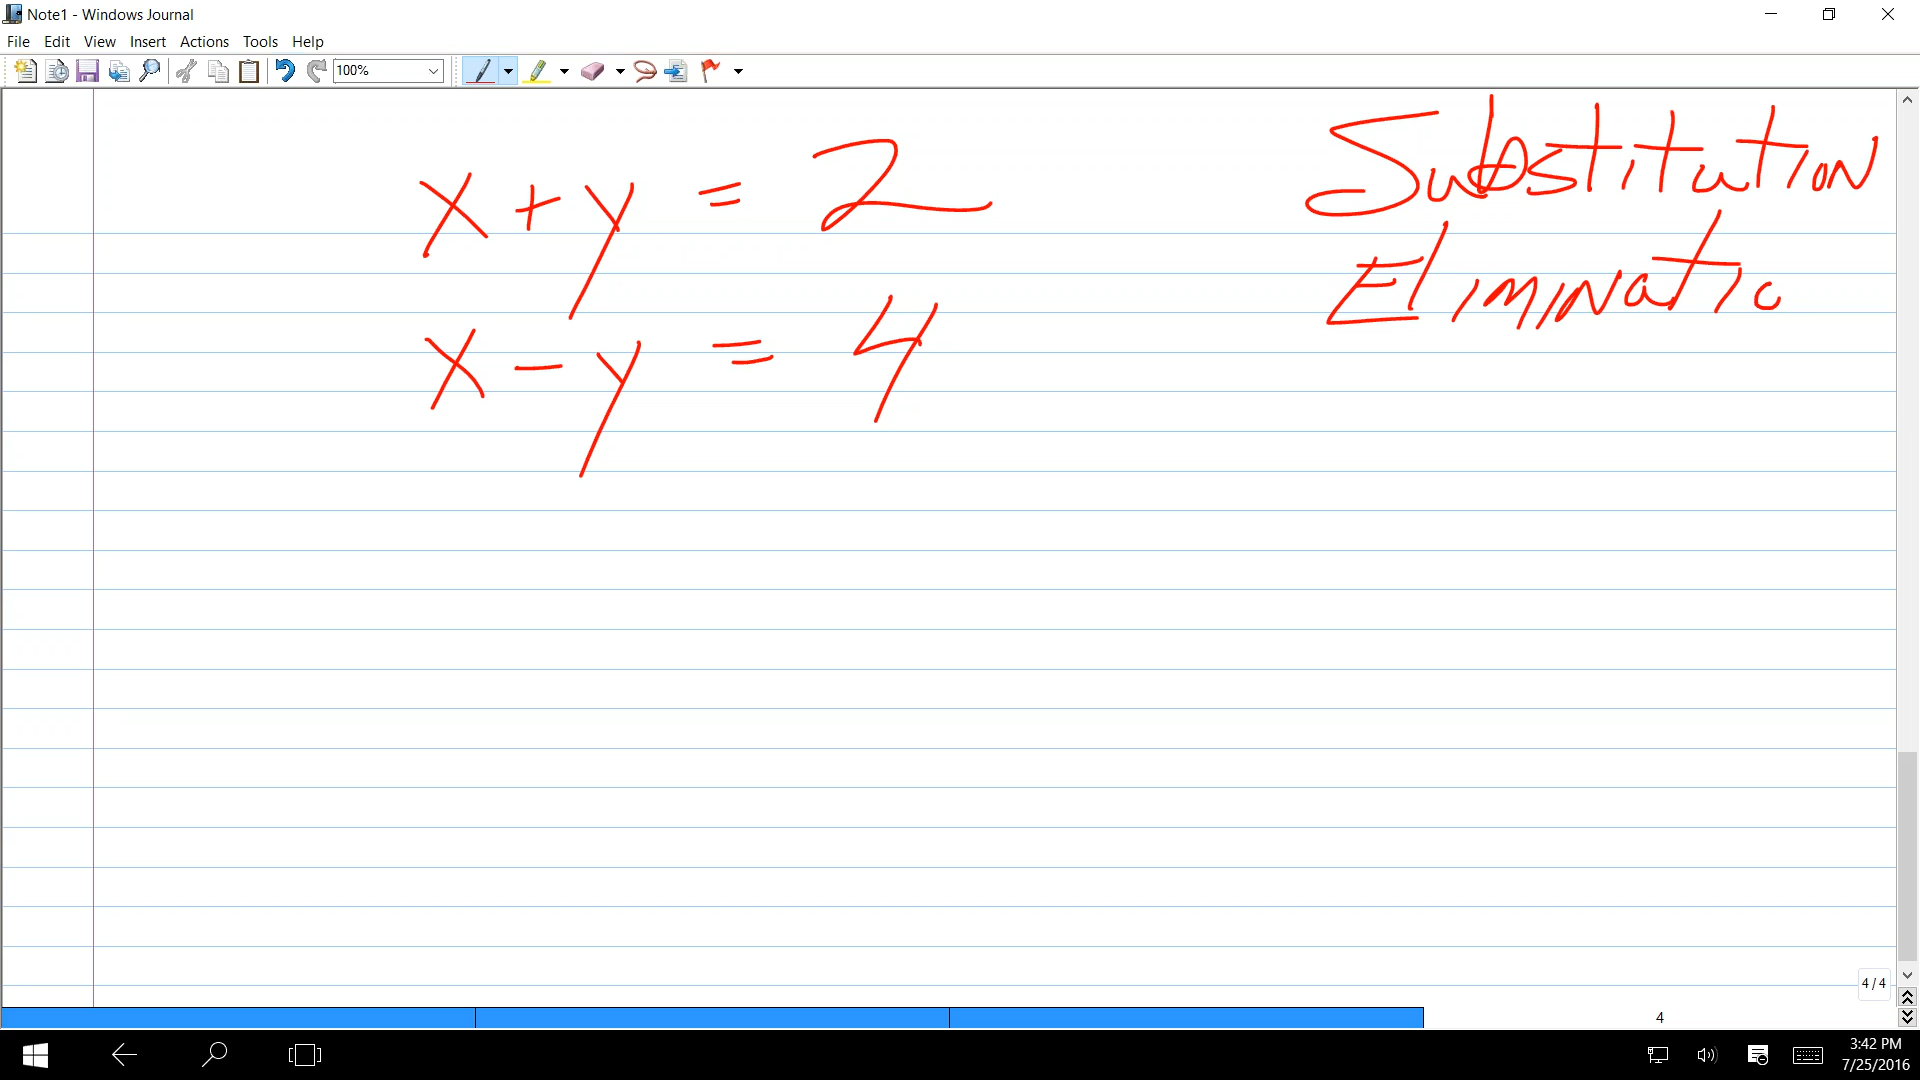 Note1 - Windows Journal
File Edit View Insert Actions Tools Help
100%
x + y = 2
x - y = 4
Substitution
Eliminatio
4 / 4
4
3:42 PM
7/25/2016